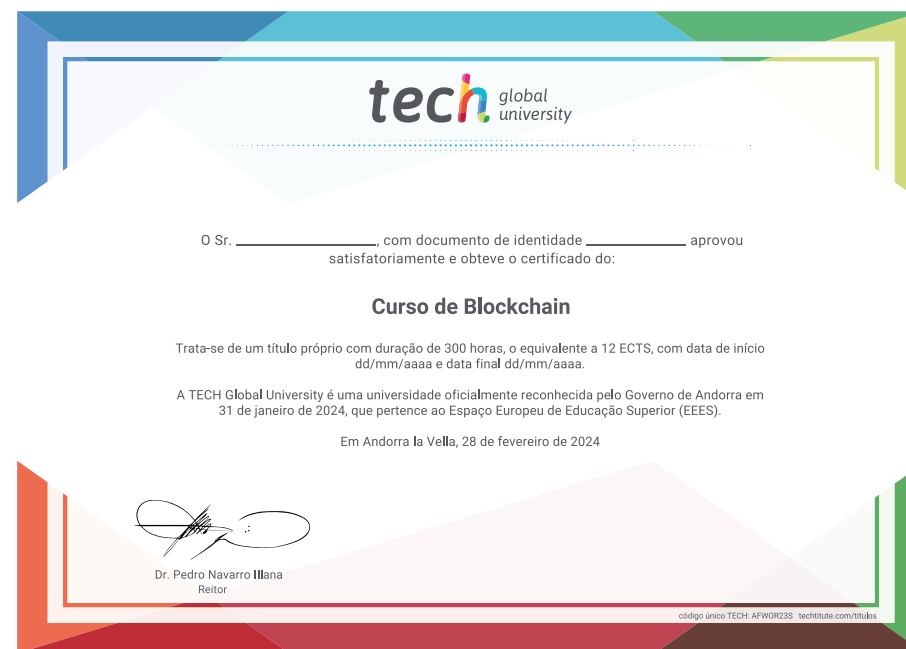 tech global university
O Sr. ____________, com documento de identidade ____________ aprovou
satisfatoriamente e obteve o certificado do:
Curso de Blockchain
Trata-se de um título próprio com duração de 300 horas, o equivalente a 12 ECTS, com data de início
dd/mm/aaaa e data final dd/mm/aaaa.
A TECH Global University é uma universidade oficialmente reconhecida pelo Governo de Andorra em
31 de janeiro de 2024, que pertence ao Espaço Europeu de Educação Superior (EEES).
Em Andorra la Vella, 28 de fevereiro de 2024
Dr. Pedro Navarro Illana
Reitor
código único TECH: AFWOR23S techtitute.com/titulos